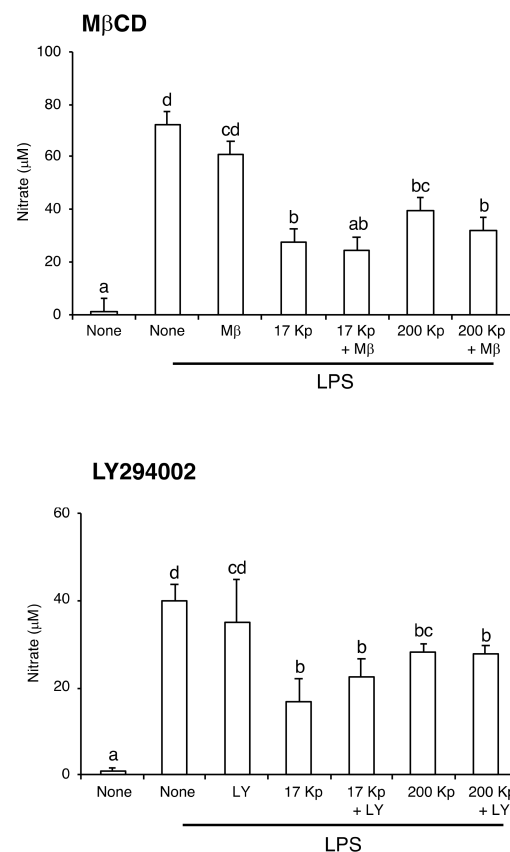 MβCD
100
80
60
40
20
0
Nitrate (μM)
a
d
cd
b
ab
bc
b
None None Mβ 17 Kp 17 Kp 200 Kp 200 Kp
+ Mβ + Mβ
LPS
LY294002
60
40
20
0
Nitrate (μM)
a
d
cd
b
b
bc
b
None None LY 17 Kp 17 Kp 200 Kp 200 Kp
+ LY + LY
LPS